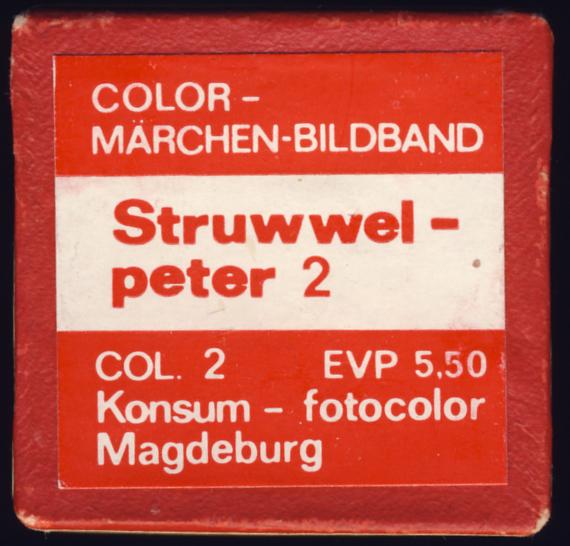 COLOR -
MÄRCHEN-BILDBAND
Struwwel -
peter 2
COL. 2 EVP 5,50
Konsum - fotocolor
Magdeburg